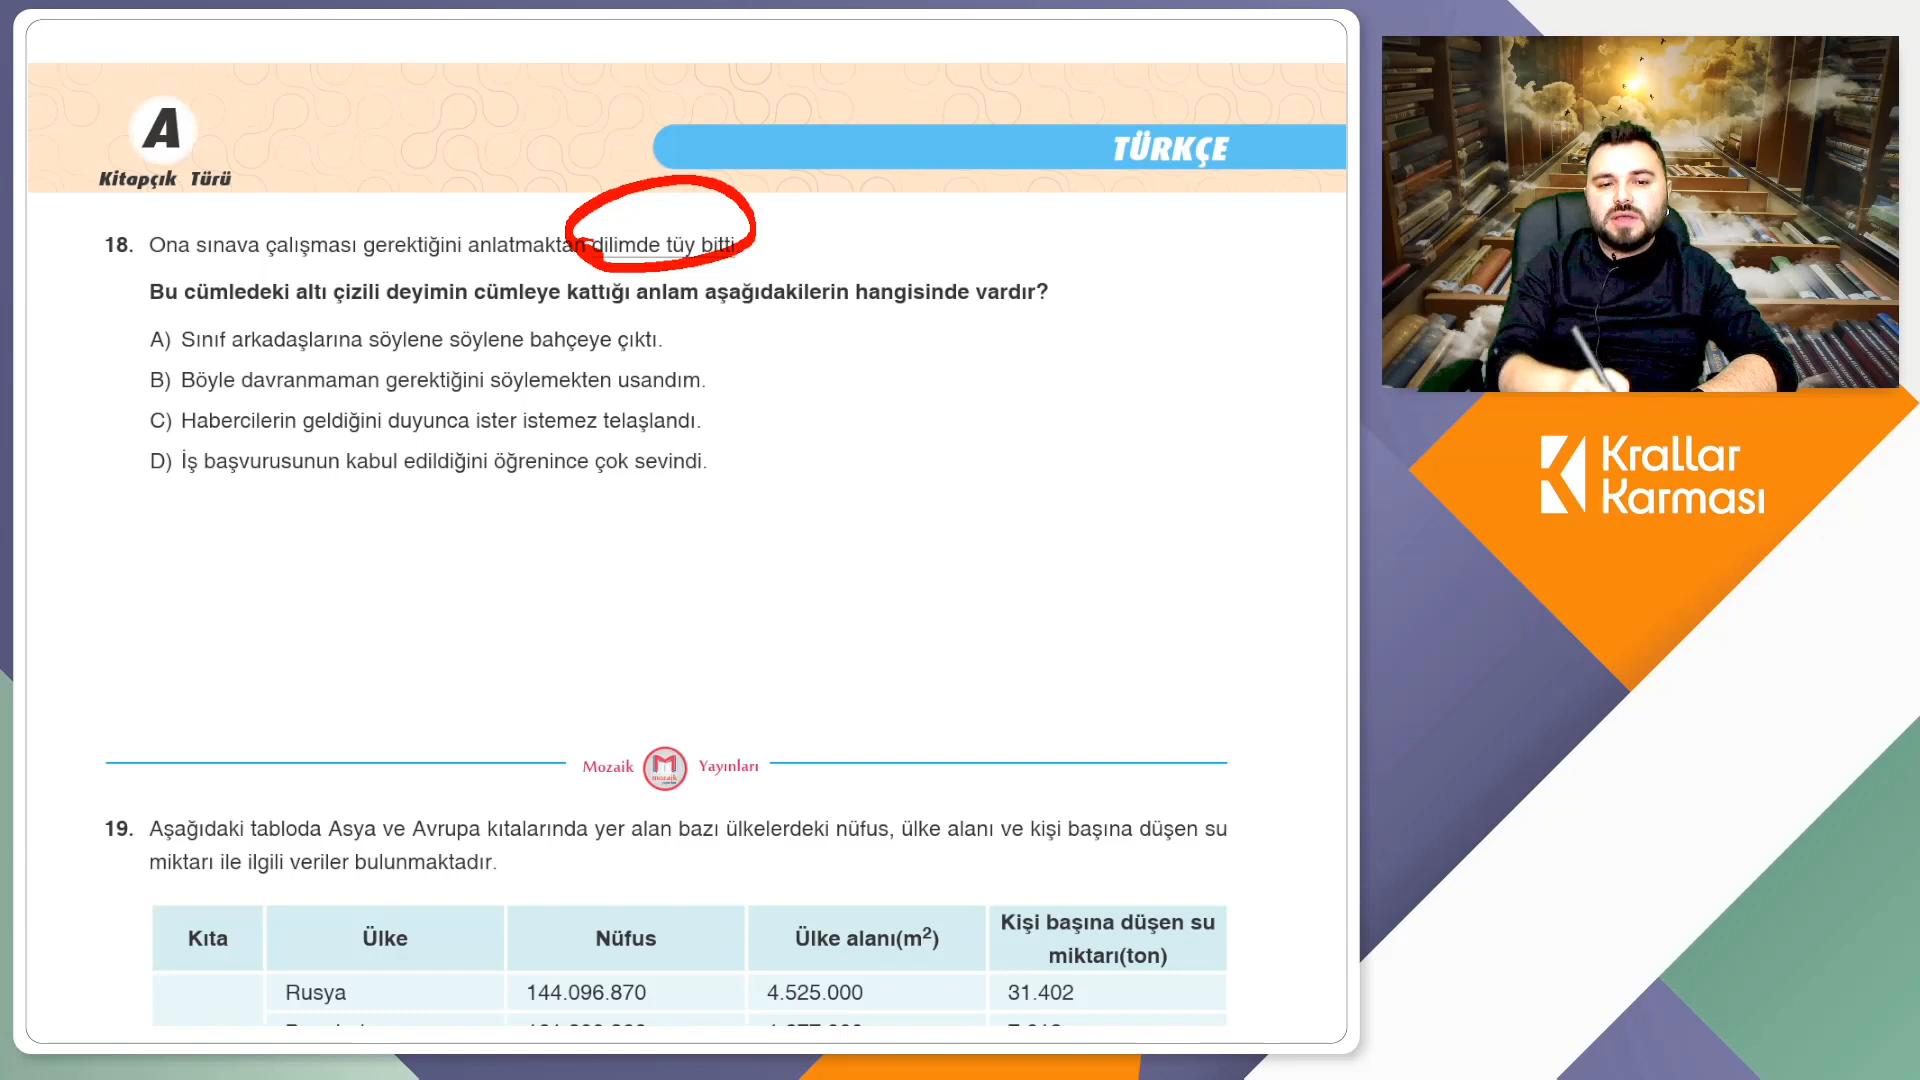 A
Kitapçık Türü
TÜRKÇE
18. Ona sınava çalışması gerektiğini anlatmaktan dilimde tüy bitti.
Bu cümledeki altı çizili deyimin cümleye kattığı anlam aşağıdakilerin hangisinde vardır?
A) Sınıf arkadaşlarına söylene söylene bahçeye çıktı.
B) Böyle davranmaman gerektiğini söylemekten usandım.
C) Habercilerin geldiğini duyunca ister istemez telaşlandı.
D) İş başvurusunun kabul edildiğini öğrenince çok sevindi.
Krallar
Karması
Mozaik M mozaik Yayınları
19. Aşağıdaki tabloda Asya ve Avrupa kıtalarında yer alan bazı ülkelerdeki nüfus, ülke alanı ve kişi başına düşen su
miktarı ile ilgili veriler bulunmaktadır.
Kıta Ülke Nüfus Ülke alanı(m²) Kişi başına düşen su
miktarı(ton)
Rusya 144.096.870 4.525.000 31.402